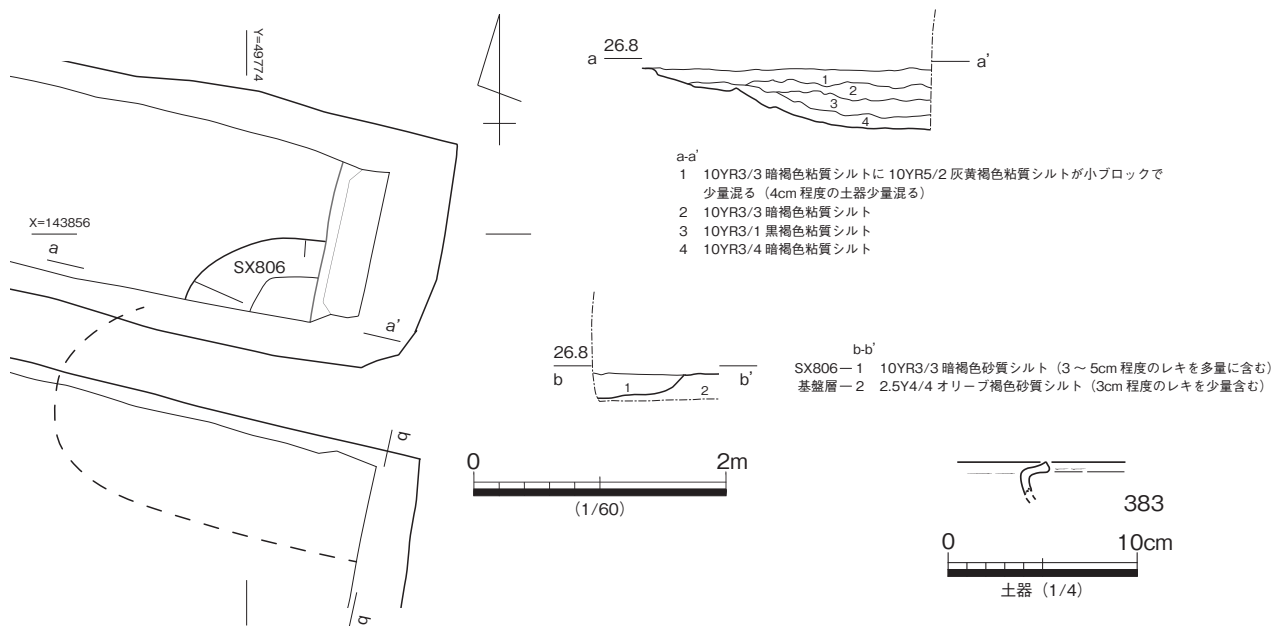 Y=49774
X=143856
a
SX806
a'
b
b'
a
26.8
a'
1
2
3
4
a-a'
1 10YR3/3 暗褐色粘質シルトに 10YR5/2 灰黄褐色粘質シルトが小ブロックで
少量混る（4cm 程度の土器少量混る）
2 10YR3/3 暗褐色粘質シルト
3 10YR3/1 黒褐色粘質シルト
4 10YR3/4 暗褐色粘質シルト
26.8
b
b'
1
2
b-b'
SX806－1 10YR3/3 暗褐色砂質シルト（3 ～ 5cm 程度のレキを多量に含む）
基盤層－2 2.5Y4/4 オリーブ褐色砂質シルト（3cm 程度のレキを少量含む）
0 2m
（1/60）
383
0 10cm
土器（1/4）